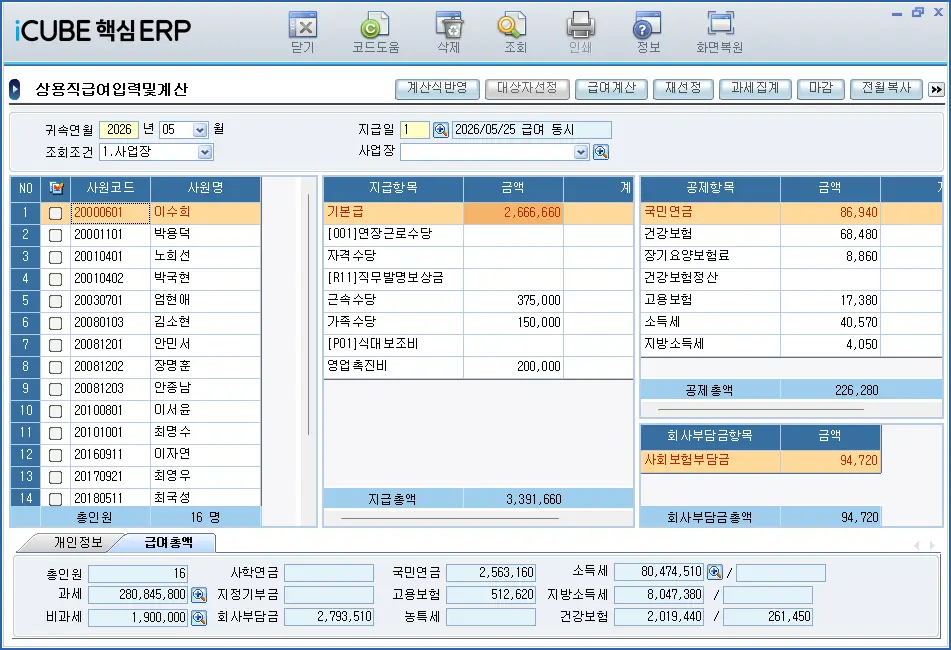 iCUBE 핵심ERP
닫기 코드도움 삭제 조회 인쇄 정보 화면복원
상용직급여입력및계산
계산식반영 대상자선정 급여계산 재선정 과세집계 마감 전월복사
귀속연월 2026 년 05 월 지급일 1 2026/05/25 급여 동시
조회조건 1.사업장 사업장
NO 사원코드 사원명
1 20000601 이수희
2 20001101 박용덕
3 20010401 노희선
4 20010402 박국현
5 20030701 엄현애
6 20080103 김소현
7 20081201 안민서
8 20081202 장명훈
9 20081203 안종남
10 20100801 이서윤
11 20101001 최명수
12 20160911 이자연
13 20170921 최영우
14 20180511 최국성
총인원 16 명
지급항목 금액 계
기본급 2,666,660
[001]연장근로수당
자격수당
[R11]직무발명보상금
근속수당 375,000
가족수당 150,000
[P01]식대보조비
영업촉진비 200,000
지급총액 3,391,660
공제항목 금액
국민연금 86,940
건강보험 68,480
장기요양보험료 8,860
건강보험정산
고용보험 17,380
소득세 40,570
지방소득세 4,050
공제총액 226,280
회사부담금항목 금액
사회보험부담금 94,720
회사부담금총액 94,720
개인정보 급여총액
총인원 16 사학연금 국민연금 2,563,160 소득세 80,474,510 /
과세 280,845,800 지정기부금 고용보험 512,620 지방소득세 8,047,380 /
비과세 1,900,000 회사부담금 2,793,510 농특세 건강보험 2,019,440 / 261,450